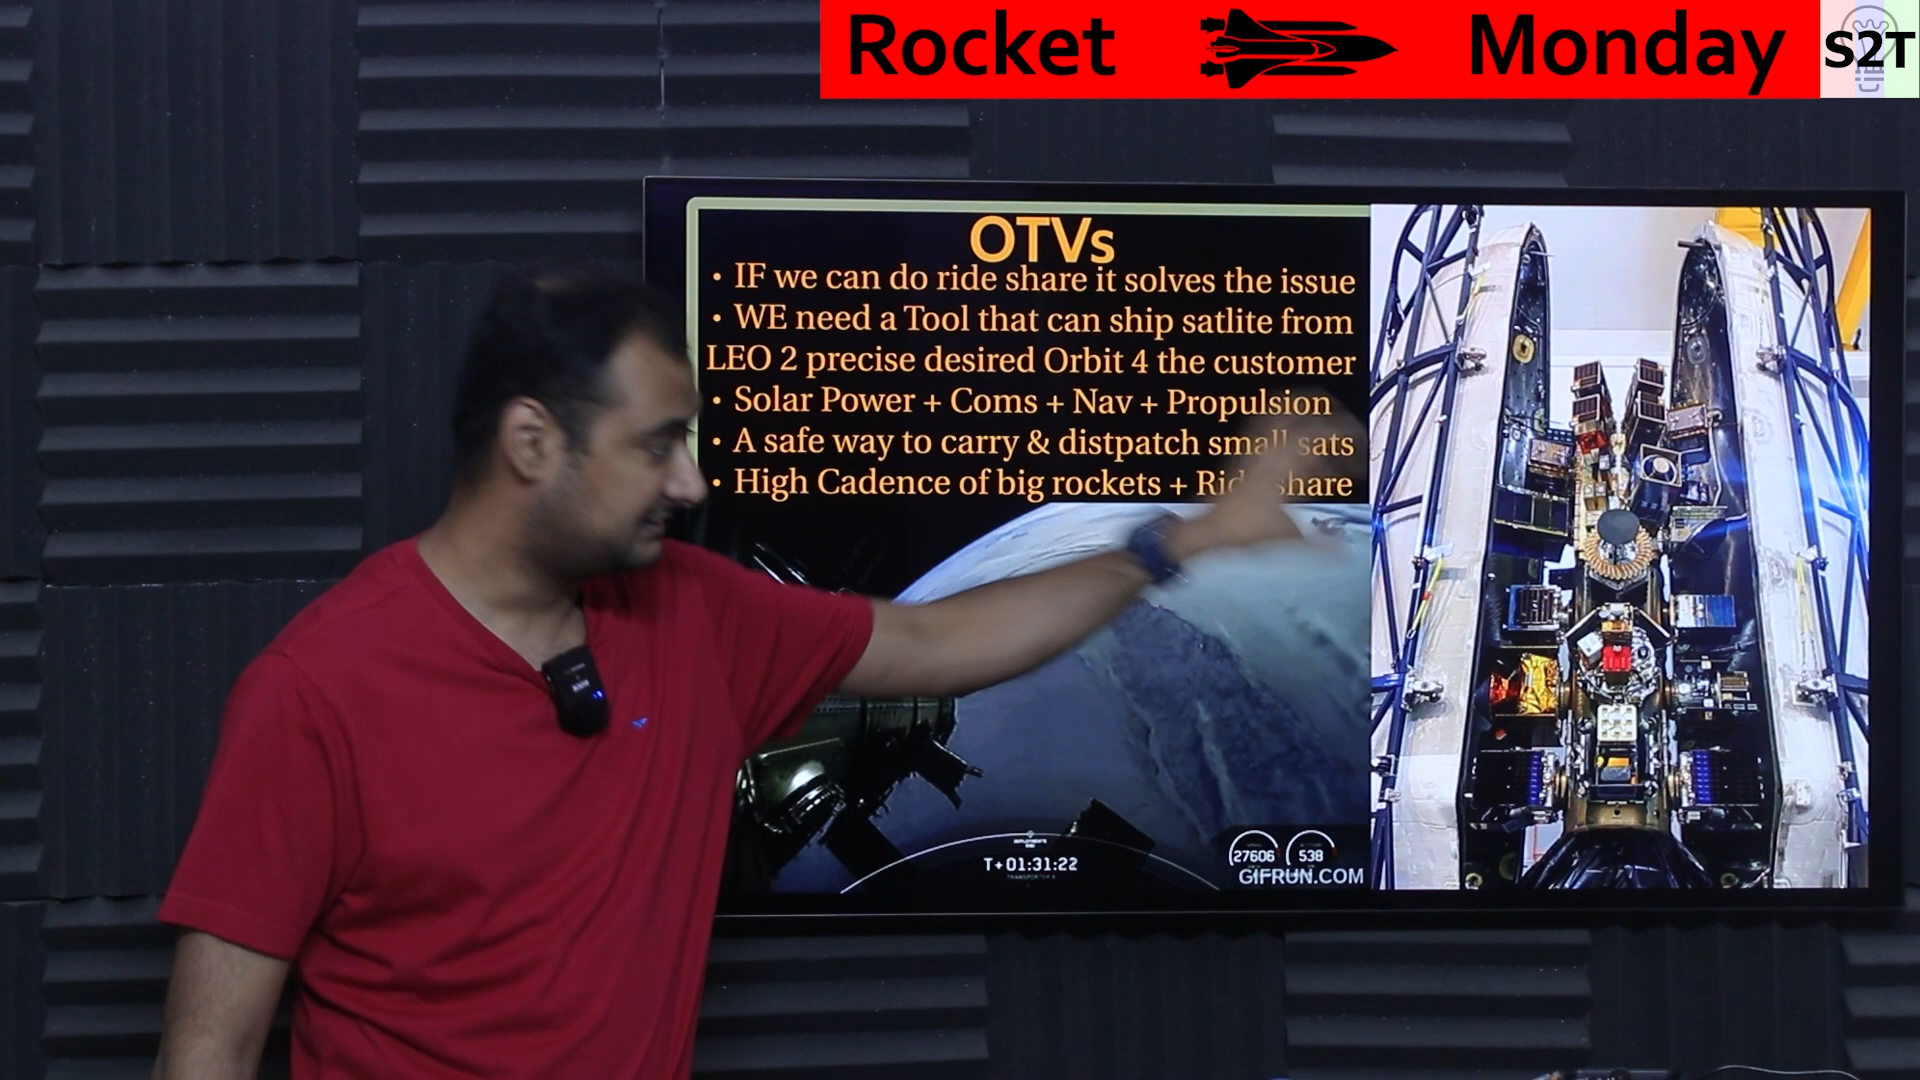 Rocket Monday S2T
OTVs
• IF we can do ride share it solves the issue
• WE need a Tool that can ship satlite from
LEO 2 precise desired Orbit 4 the customer
• Solar Power + Coms + Nav + Propulsion
• A safe way to carry & distpatch small sats
• High Cadence of big rockets + Ride share
T+01:31:22
27606 538
GIFRUN.COM